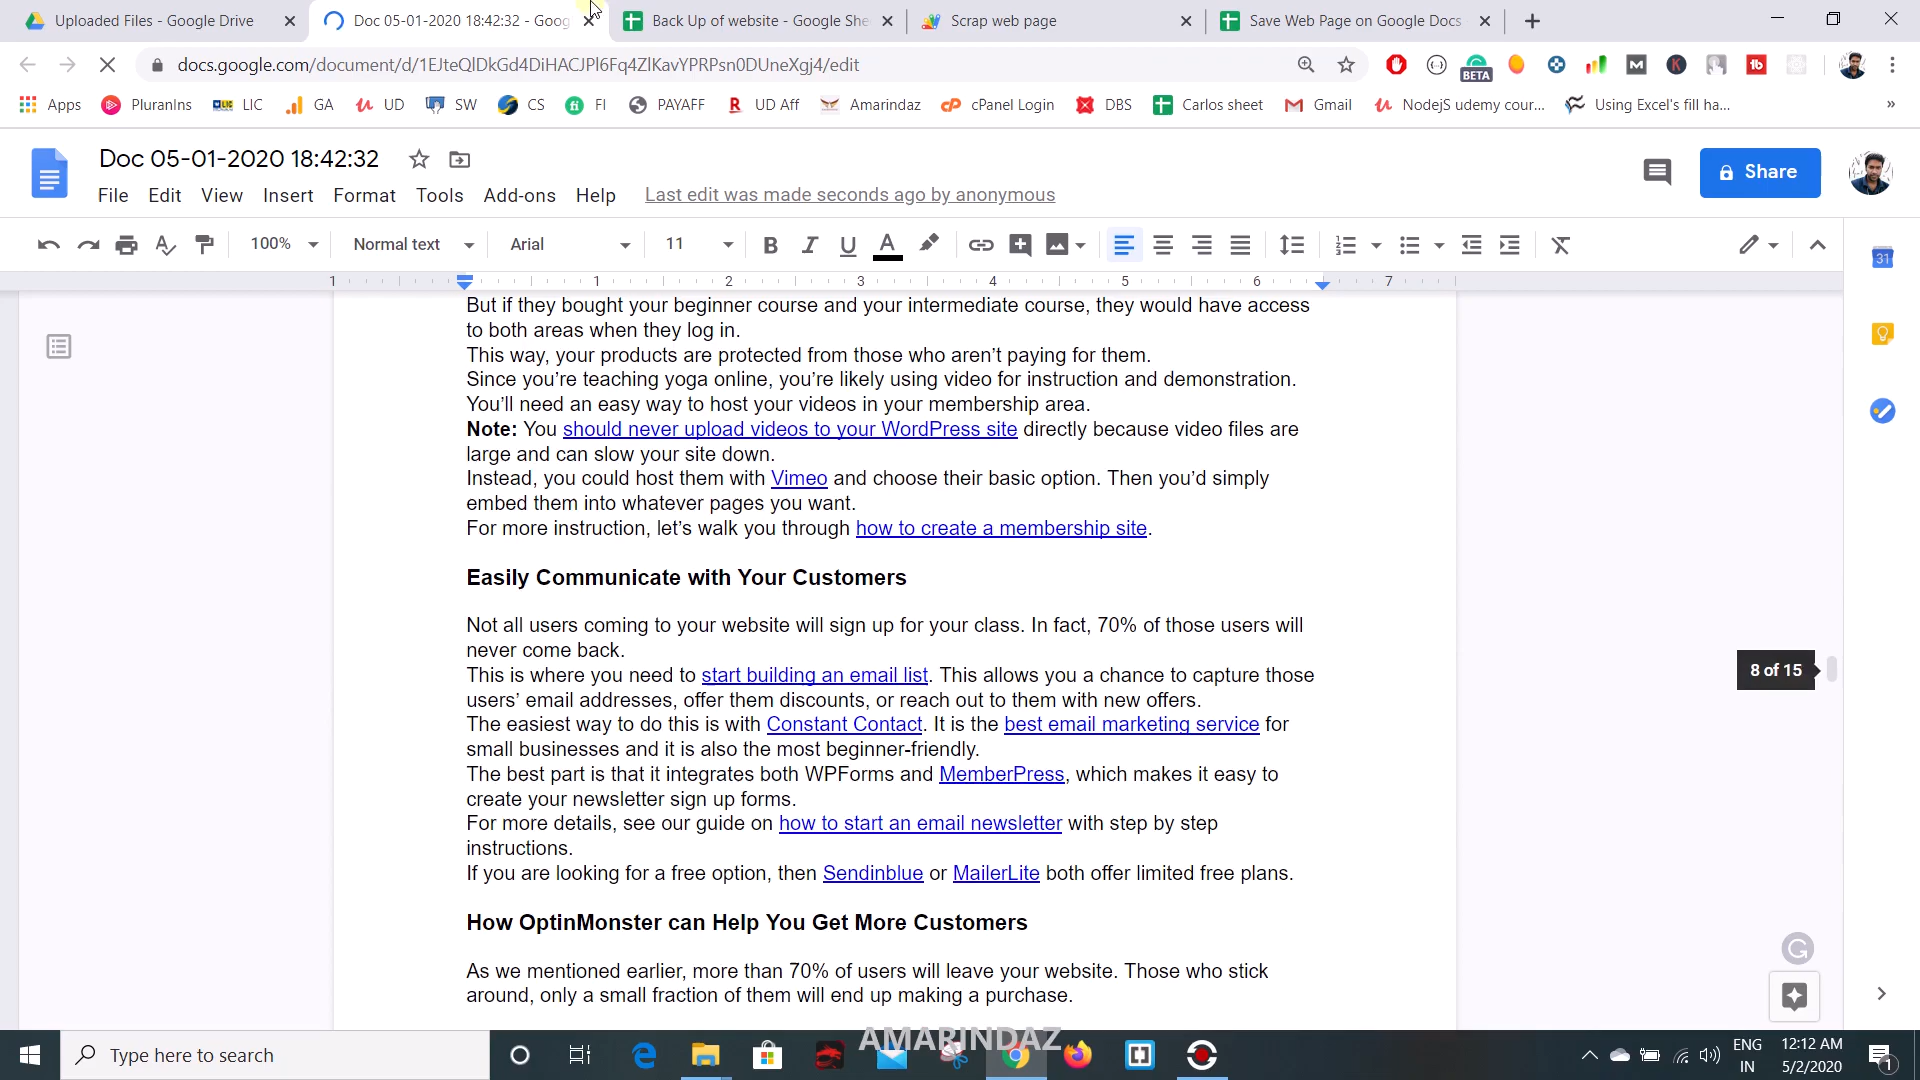 Uploaded Files - Google Drive
Doc 05-01-2020 18:42:32 - Goog
Back Up of website - Google She
Scrap web page
Save Web Page on Google Docs
docs.google.com/document/d/1EJteQlDkGd4DiHACJPl6Fq4ZlKavYPRPsn0DUneXgj4/edit
BETA
Apps
PluranIns
LIC
GA
UD
SW
CS
FI
PAYAFF
UD Aff
Amarindaz
cPanel Login
DBS
Carlos sheet
Gmail
NodejS udemy cour...
Using Excel's fill ha...
»
Doc 05-01-2020 18:42:32
Share
File Edit View Insert Format Tools Add-ons Help Last edit was made seconds ago by anonymous
100% Normal text Arial 11
1 1 2 3 4 5 6 7
31
But if they bought your beginner course and your intermediate course, they would have access
to both areas when they log in.
This way, your products are protected from those who aren’t paying for them.
Since you’re teaching yoga online, you’re likely using video for instruction and demonstration.
You’ll need an easy way to host your videos in your membership area.
Note: You should never upload videos to your WordPress site directly because video files are
large and can slow your site down.
Instead, you could host them with Vimeo and choose their basic option. Then you’d simply
embed them into whatever pages you want.
For more instruction, let’s walk you through how to create a membership site.
Easily Communicate with Your Customers
Not all users coming to your website will sign up for your class. In fact, 70% of those users will
never come back.
This is where you need to start building an email list. This allows you a chance to capture those
users’ email addresses, offer them discounts, or reach out to them with new offers.
The easiest way to do this is with Constant Contact. It is the best email marketing service for
small businesses and it is also the most beginner-friendly.
The best part is that it integrates both WPForms and MemberPress, which makes it easy to
create your newsletter sign up forms.
For more details, see our guide on how to start an email newsletter with step by step
instructions.
If you are looking for a free option, then Sendinblue or MailerLite both offer limited free plans.
How OptinMonster can Help You Get More Customers
As we mentioned earlier, more than 70% of users will leave your website. Those who stick
around, only a small fraction of them will end up making a purchase.
8 of 15
AMARINDAZ
Type here to search
ENG
IN
12:12 AM
5/2/2020
1